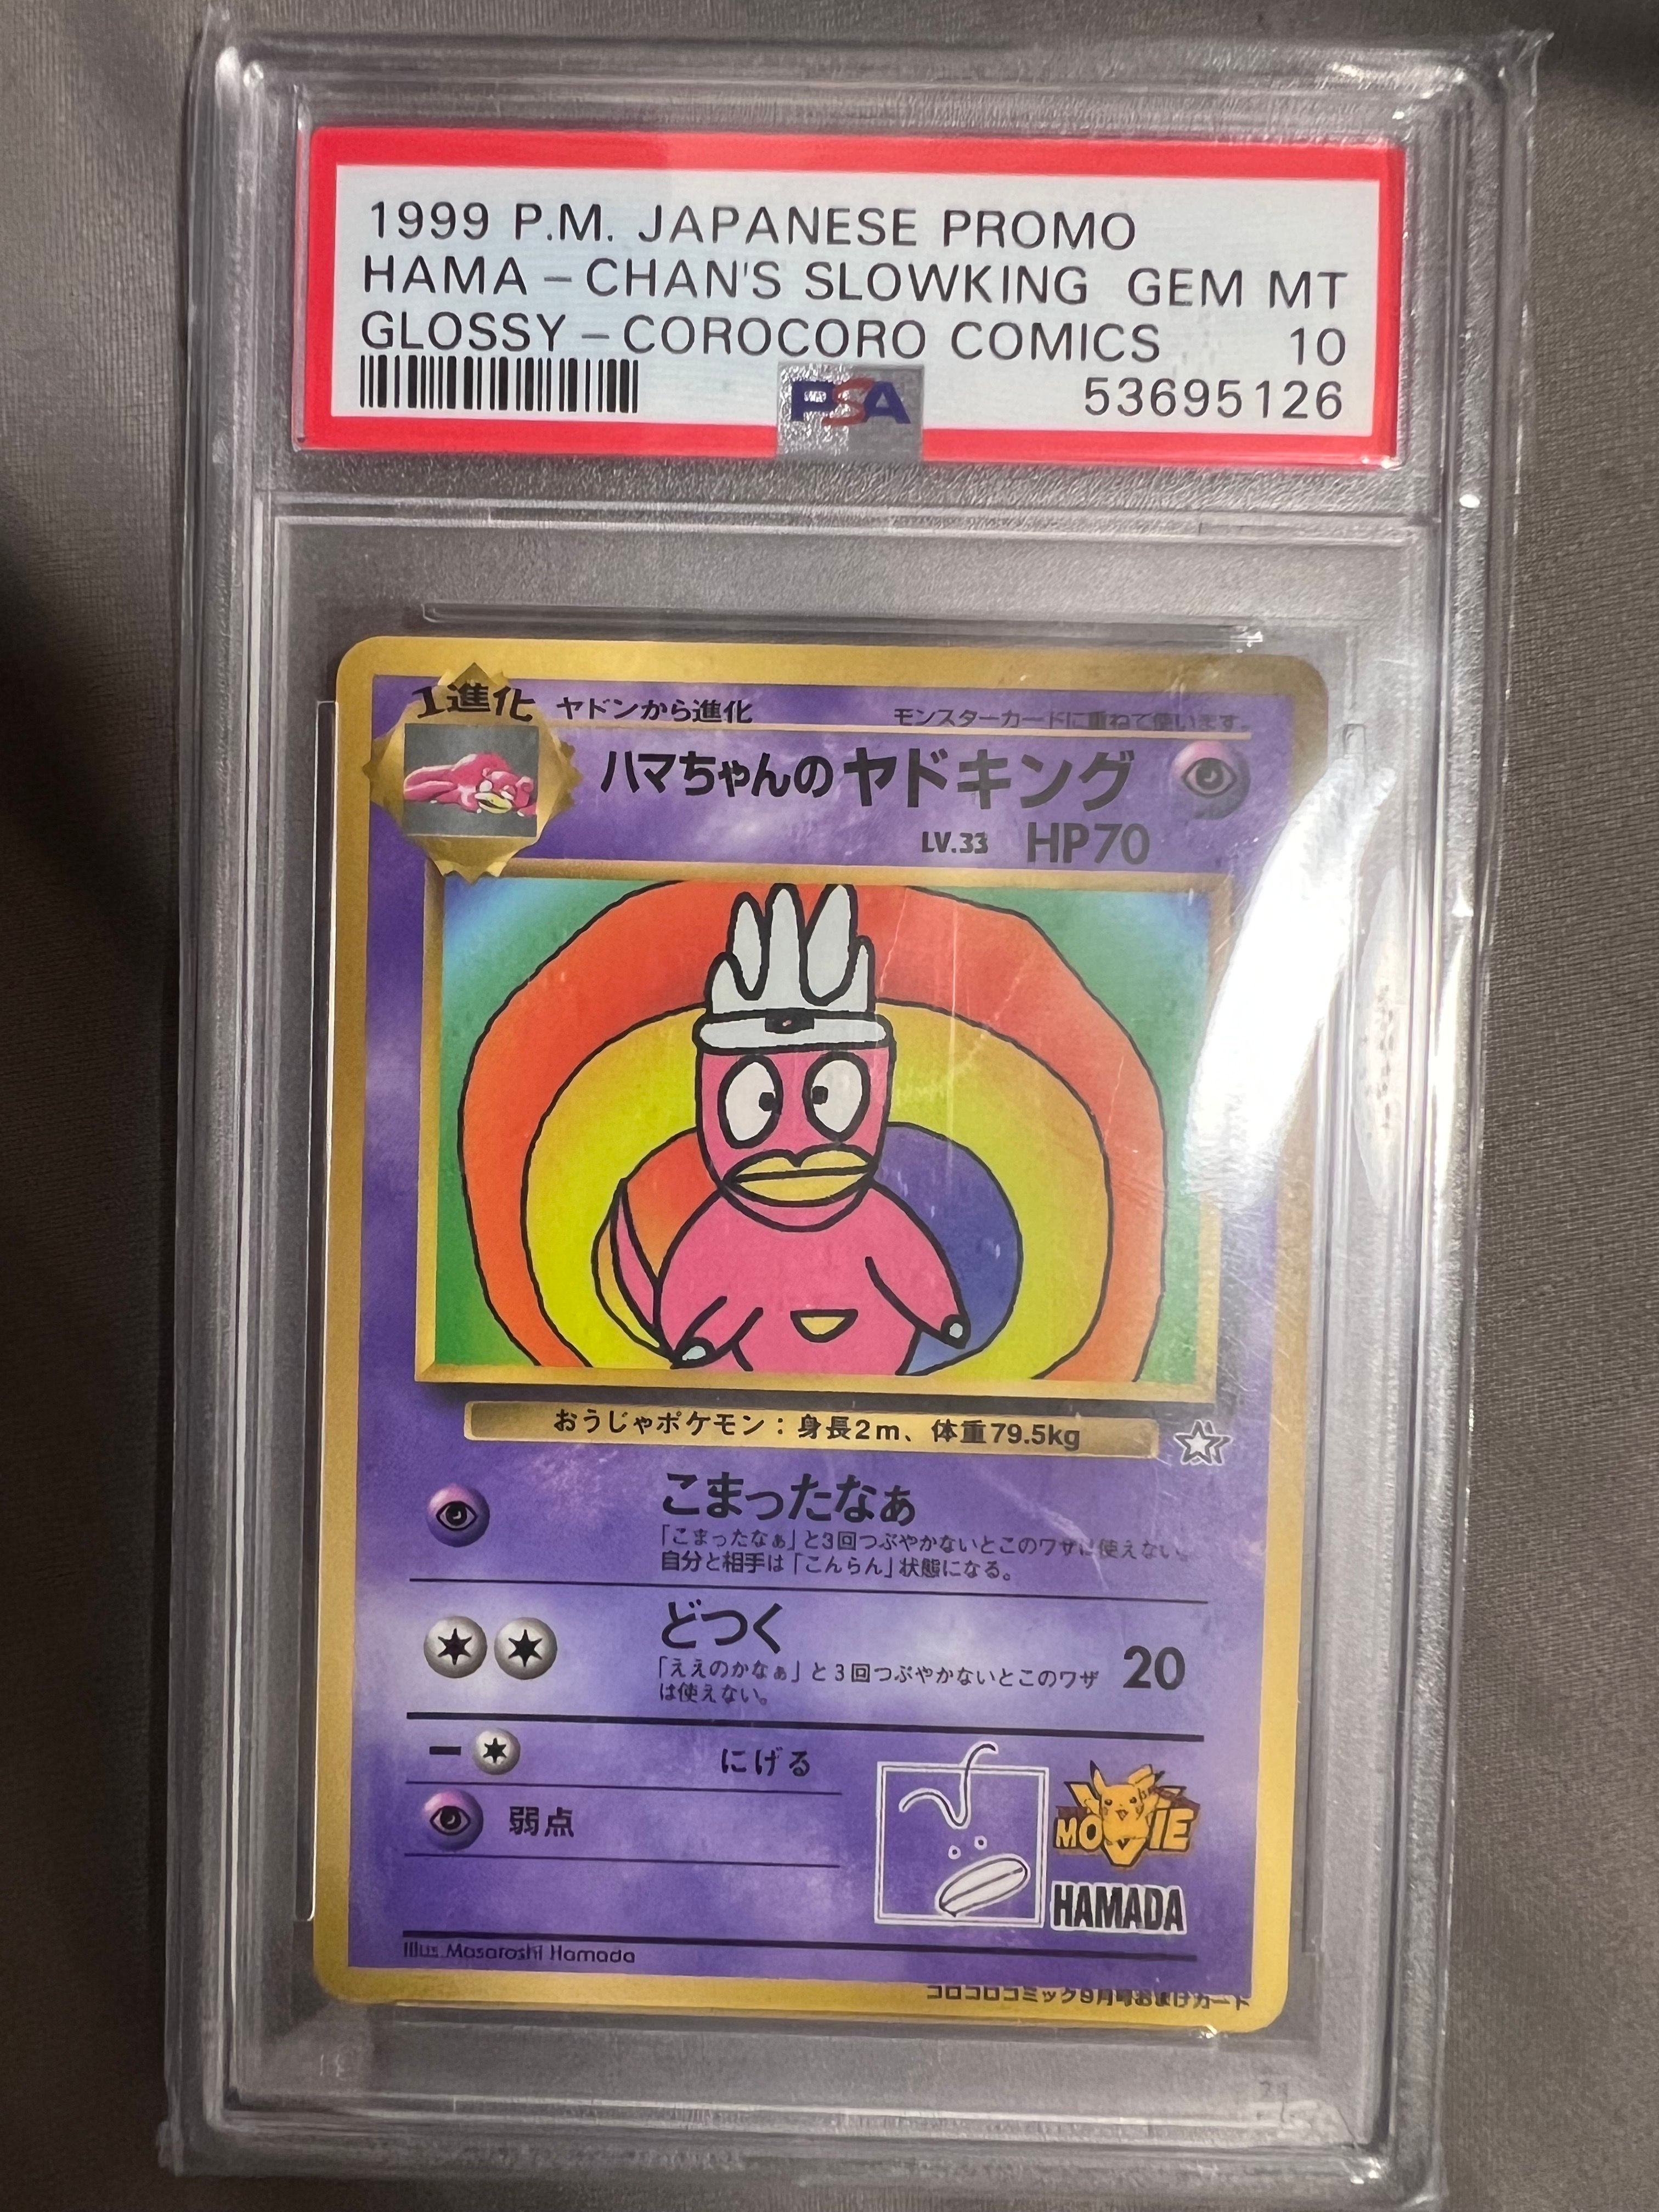 1999 P.M. JAPANESE PROMO
HAMA-CHAN'S SLOWKING GEM MT
GLOSSY-COROCORO COMICS 10
PSA 53695126
1進化 ヤドンから進化 モンスターカードに重ねて使います。
ハマちゃんのヤドキング
LV.33 HP70
おうじゃポケモン：身長2m、体重79.5kg
こまったなぁ
「こまったなぁ」と3回つぶやかないとこのワザは使えない。
自分と相手は「こんらん」状態になる。
どつく
「ええのかなぁ」と3回つぶやかないとこのワザ
は使えない。
20
にげる
弱点
MOVIE
HAMADA
Illus. Masatoshi Hamada
コロコロコミック9月号おまけカード